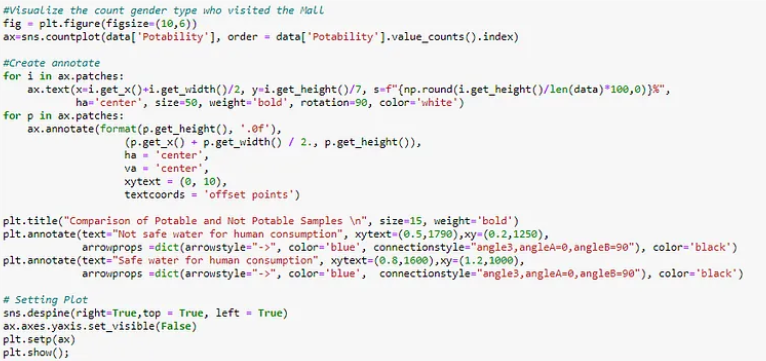 #Visualize the count gender type who visited the Mall
fig = plt.figure(figsize=(10,6))
ax=sns.countplot(data['Potability'], order = data['Potability'].value_counts().index)

#Create annotate
for i in ax.patches:
    ax.text(x=i.get_x()+i.get_width()/2, y=i.get_height()/7, s=f"{np.round(i.get_height()/len(data)*100,0)}%",
            ha='center', size=50, weight='bold', rotation=90, color='white')
for p in ax.patches:
    ax.annotate(format(p.get_height(), '.0f'),
                (p.get_x() + p.get_width() / 2., p.get_height()),
                ha = 'center',
                va = 'center',
                xytext = (0, 10),
                textcoords = 'offset points')

plt.title("Comparison of Potable and Not Potable Samples \n", size=15, weight='bold')
plt.annotate(text="Not safe water for human consumption", xytext=(0.5,1790),xy=(0.2,1250),
            arrowprops =dict(arrowstyle="->", color='blue', connectionstyle="angle3,angleA=0,angleB=90"), color='black')
plt.annotate(text="Safe water for human consumption", xytext=(0.8,1600),xy=(1.2,1000),
            arrowprops =dict(arrowstyle="->", color='blue',  connectionstyle="angle3,angleA=0,angleB=90"), color='black')

# Setting Plot
sns.despine(right=True,top = True, left = True)
ax.axes.yaxis.set_visible(False)
plt.setp(ax)
plt.show();